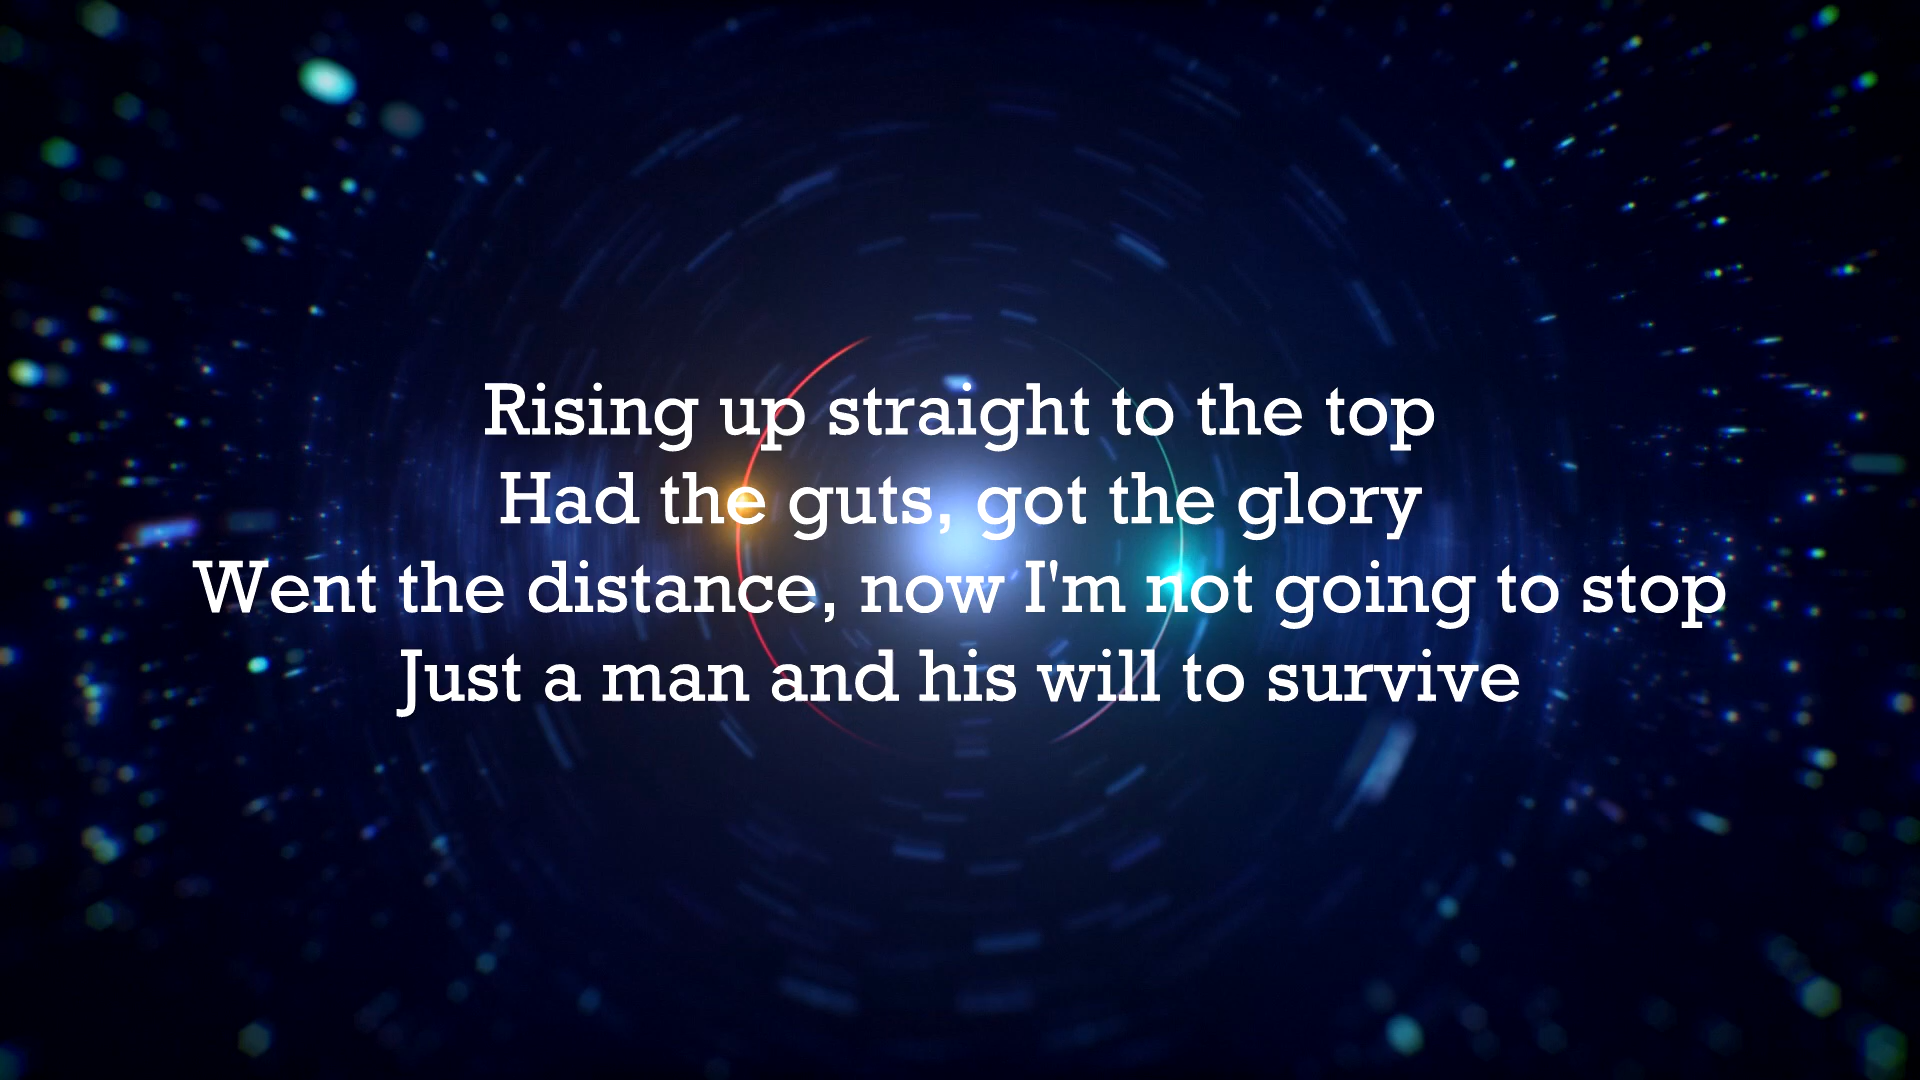 Rising up straight to the top
Had the guts, got the glory
Went the distance, now I'm not going to stop
Just a man and his will to survive